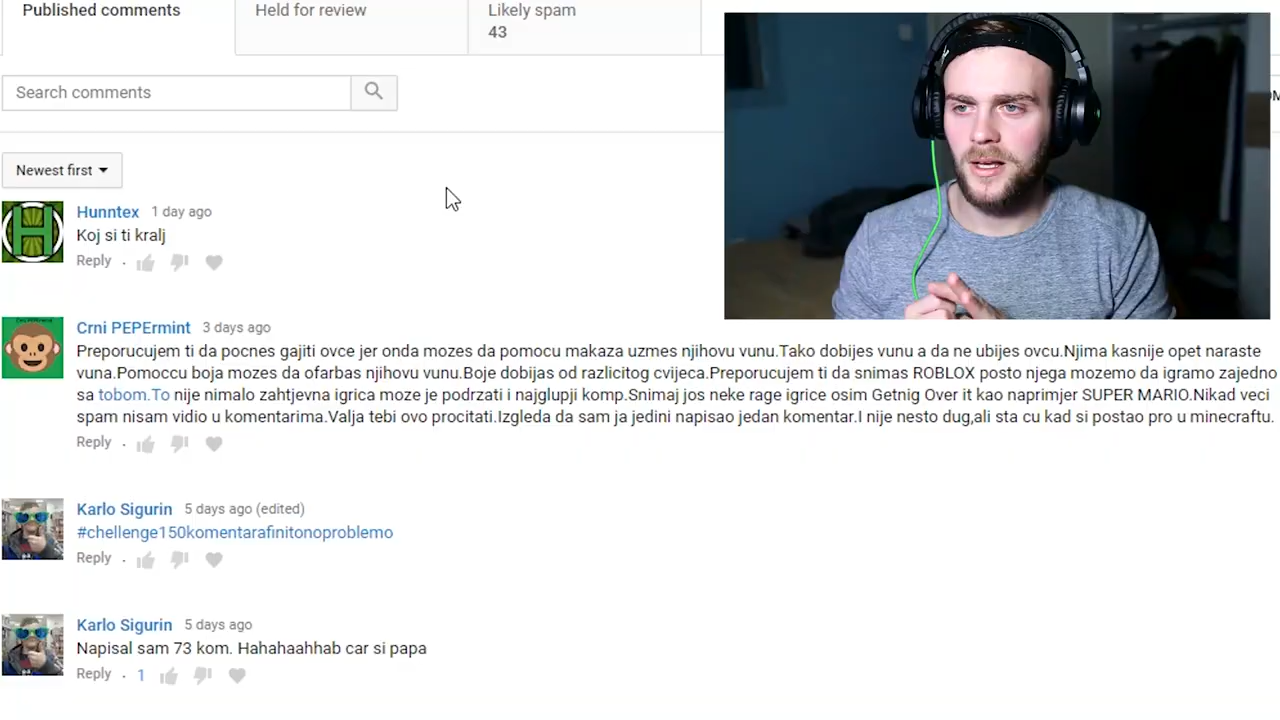 Published comments
Held for review
Likely spam
43
Search comments
Newest first
Hunntex 1 day ago
Koj si ti kralj
Reply
Crni PEPErmint 3 days ago
Preporucujem ti da pocnes gajiti ovce jer onda mozes da pomocu makaza uzmes njihovu vunu.Tako dobijes vunu a da ne ubijes ovcu.Njima kasnije opet naraste
vuna.Pomoccu boja mozes da ofarbas njihovu vunu.Boje dobijas od razlicitog cvijeca.Preporucujem ti da snimas ROBLOX posto njega mozemo da igramo zajedno
sa tobom.To nije nimalo zahtjevna igrica moze je podrzati i najglupji komp.Snimaj jos neke rage igrice osim Getnig Over it kao naprimjer SUPER MARIO.Nikad veci
spam nisam vidio u komentarima.Valja tebi ovo procitati.Izgleda da sam ja jedini napisao jedan komentar.I nije nesto dug,ali sta cu kad si postao pro u minecraftu.
Reply
Karlo Sigurin 5 days ago (edited)
#chellenge150komentarafinitonoproblemo
Reply
Karlo Sigurin 5 days ago
Napisal sam 73 kom. Hahahaahhab car si papa
Reply 1